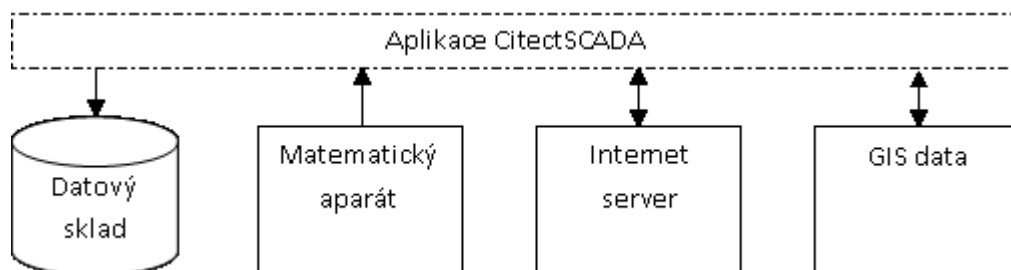 Aplikace CitectSCADA
Datový
sklad
Matematický
aparát
Internet
server
GIS data